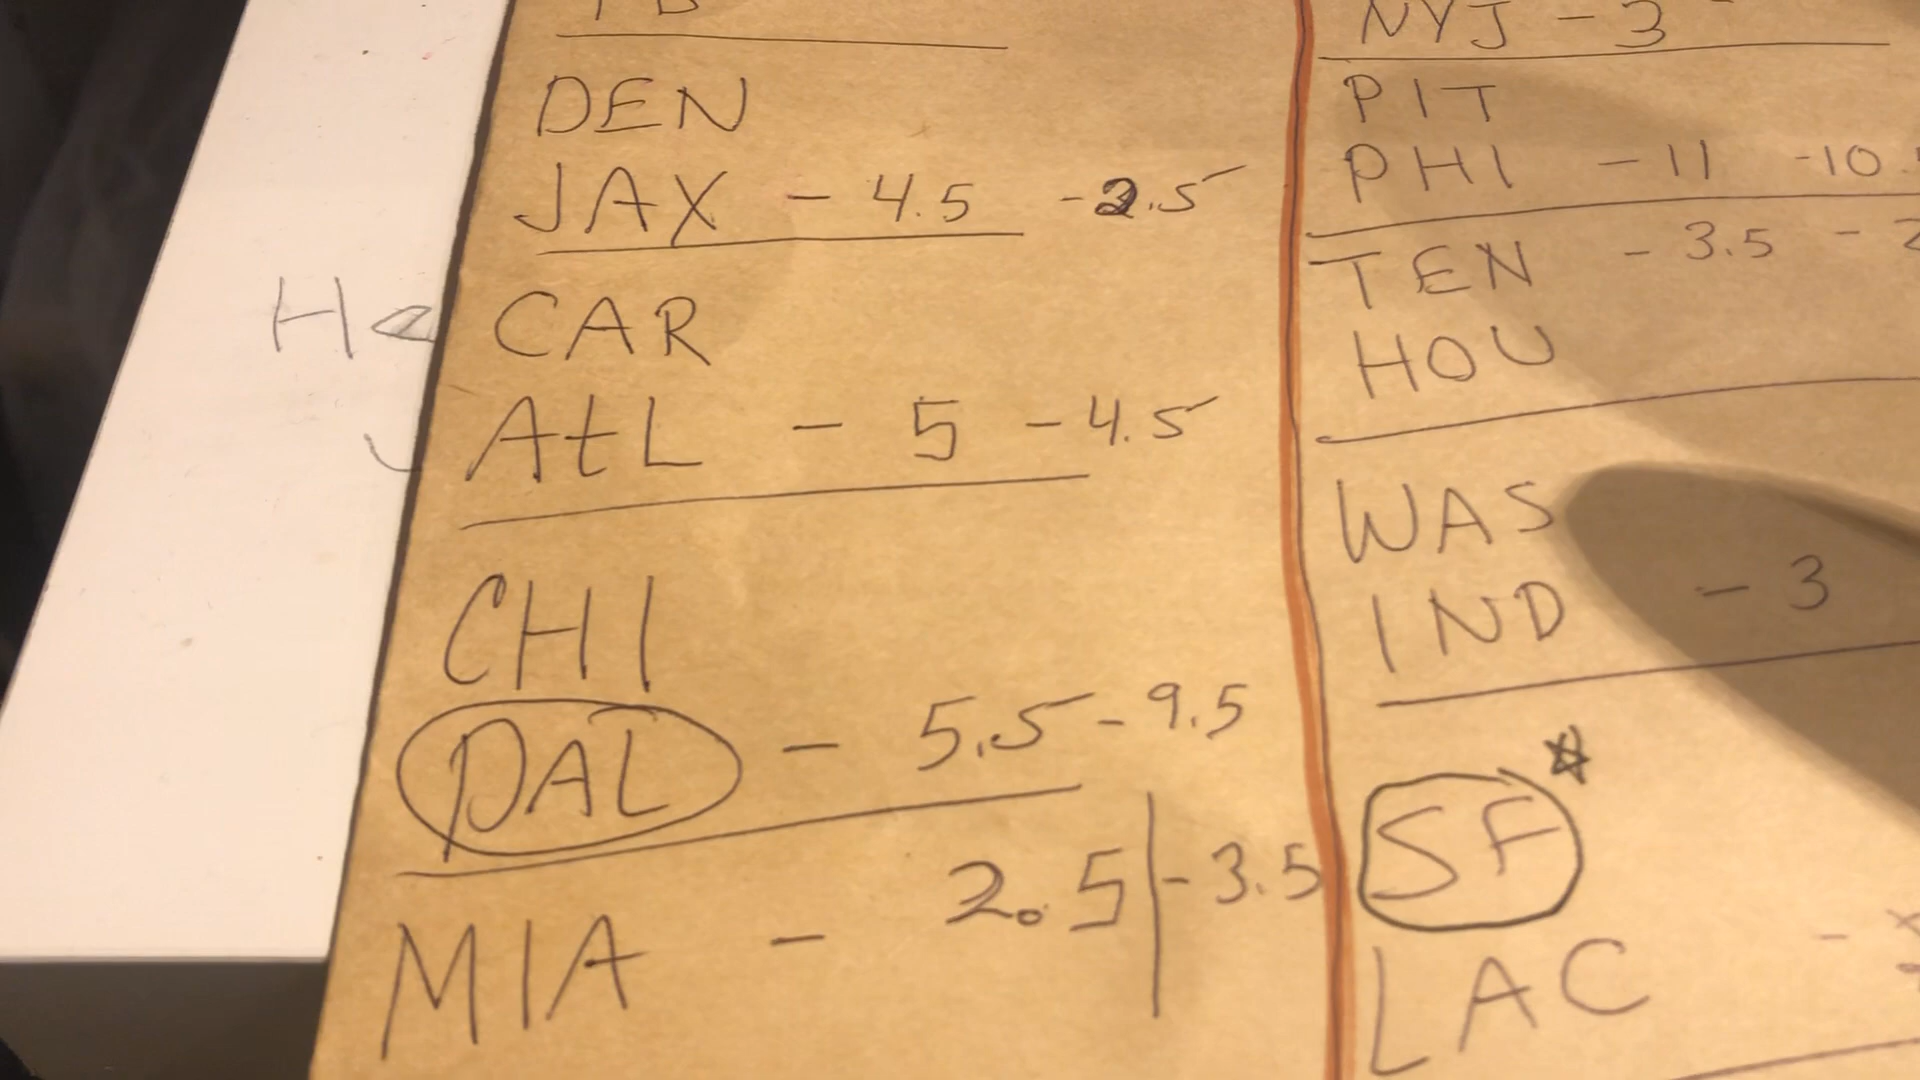 DEN
JAX - 4.5 -2.5
CAR
AtL - 5 - 4.5
CHI
DAL - 5.5 - 9.5
MIA - 2.5 | - 3.5
NYJ - 3
PIT
PHI - 11 -10.
TEN - 3.5 -
HOU
WAS
IND - 3
SF
LAC -